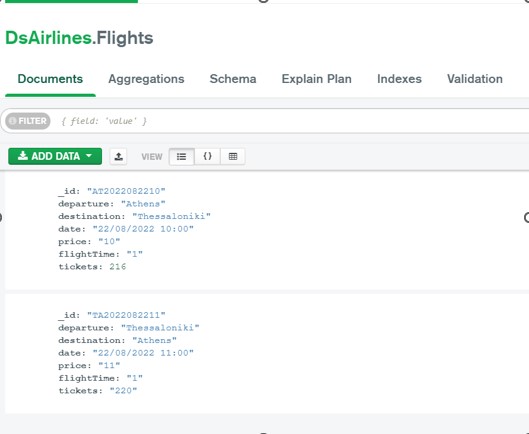 DsAirlines.Flights
Documents Aggregations Schema Explain Plan Indexes Validation
FILTER { field: 'value' }
ADD DATA VIEW { }
_id: "AT2022082210"
departure: "Athens"
destination: "Thessaloniki"
date: "22/08/2022 10:00"
price: "10"
flightTime: "1"
tickets: 216
_id: "TA2022082211"
departure: "Thessaloniki"
destination: "Athens"
date: "22/08/2022 11:00"
price: "11"
flightTime: "1"
tickets: "220"